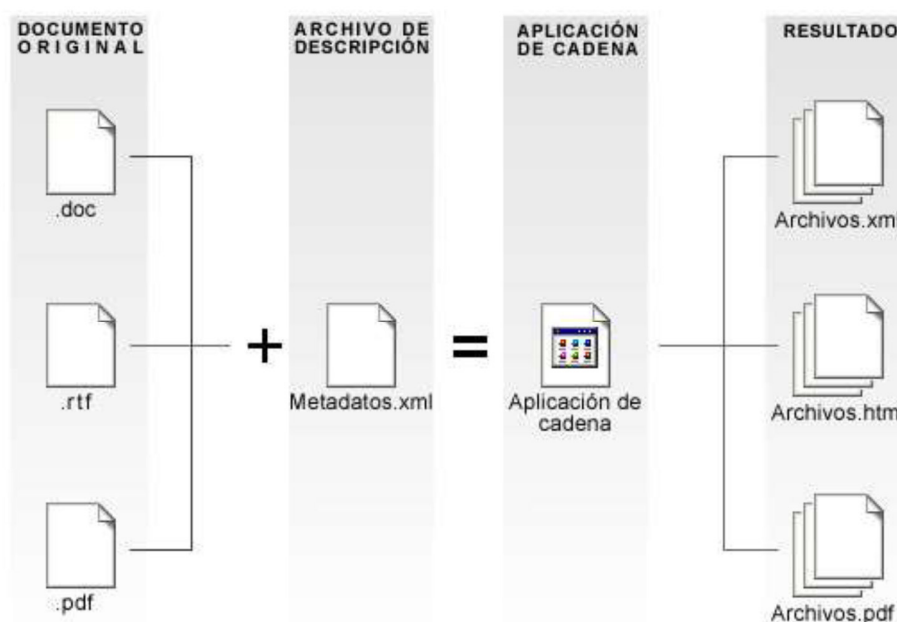 DOCUMENTO
ORIGINAL
ARCHIVO DE
DESCRIPCIÓN
APLICACIÓN
DE CADENA
RESULTADO
.doc
Archivos.xml
.rtf
+
Metadatos.xml
=
Aplicación de
cadena
Archivos.htm
.pdf
Archivos.pdf